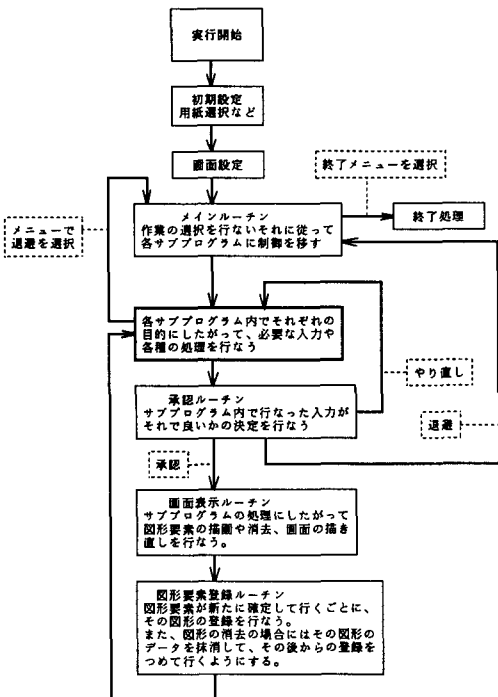 実行開始
初期設定
用紙選択など
画面設定
終了メニューを選択
メインルーチン
作業の選択を行ないそれに従って
各サブプログラムに制御を移す
終了処理
メニューで
退避を選択
各サブプログラム内でそれぞれの
目的にしたがって、必要な入力や
各種の処理を行なう
やり直し
承認ルーチン
サブプログラム内で行なった入力が
それで良いかの決定を行なう
退避
承認
画面表示ルーチン
サブプログラムの処理にしたがって
図形要素の描画や消去、画面の描き
直しを行なう。
図形要素登録ルーチン
図形要素が新たに確定して行くごとに、
その図形の登録を行なう。
また、図形の消去の場合にはその図形の
データを抹消して、その後からの登録を
つめて行くようにする。